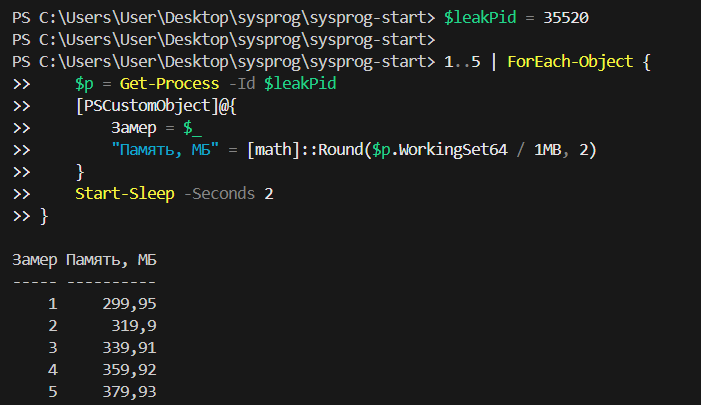 PS C:\Users\User\Desktop\sysprog\sysprog-start> $leakPid = 35520
PS C:\Users\User\Desktop\sysprog\sysprog-start>
PS C:\Users\User\Desktop\sysprog\sysprog-start> 1..5 | ForEach-Object {
>>     $p = Get-Process -Id $leakPid
>>     [PSCustomObject]@{
>>         Замер = $_
>>         "Память, МБ" = [math]::Round($p.WorkingSet64 / 1MB, 2)
>>     }
>>     Start-Sleep -Seconds 2
>> }
Замер Память, МБ
----- ----------
    1     299,95
    2      319,9
    3     339,91
    4     359,92
    5     379,93